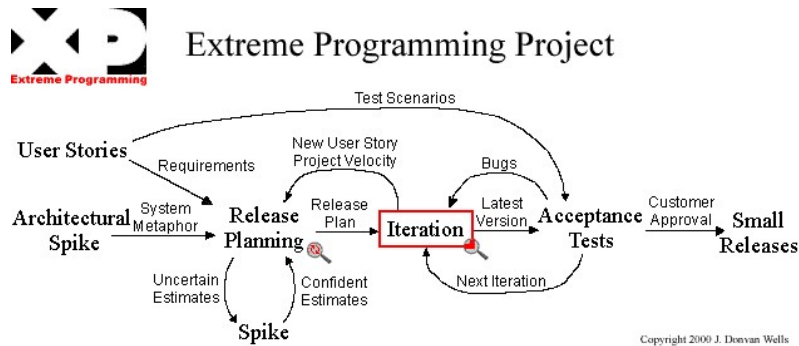 XP
Extreme Programming
Extreme Programming Project
Test Scenarios
User Stories
Requirements
New User Story
Project Velocity
Bugs
Architectural
Spike
System
Metaphor
Release
Planning
Release
Plan
Iteration
Latest
Version
Acceptance
Tests
Customer
Approval
Small
Releases
Uncertain
Estimates
Confident
Estimates
Next Iteration
Spike
Copyright 2000 J. Donvan Wells